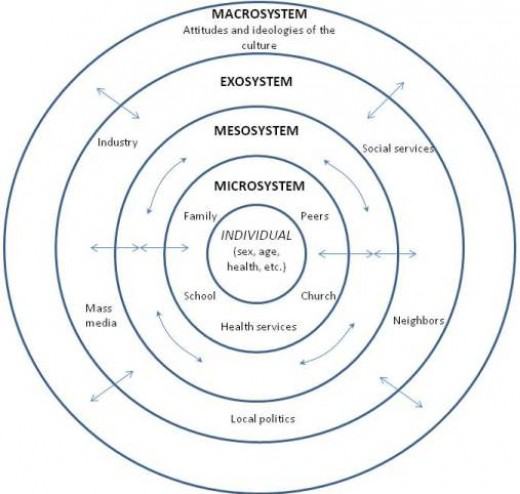 MACROSYSTEM
Attitudes and ideologies of the
culture
EXOSYSTEM
Industry
MESOSYSTEM
Social services
MICROSYSTEM
Family
Peers
INDIVIDUAL
(sex, age,
health, etc.)
School
Church
Mass
media
Health services
Neighbors
Local politics